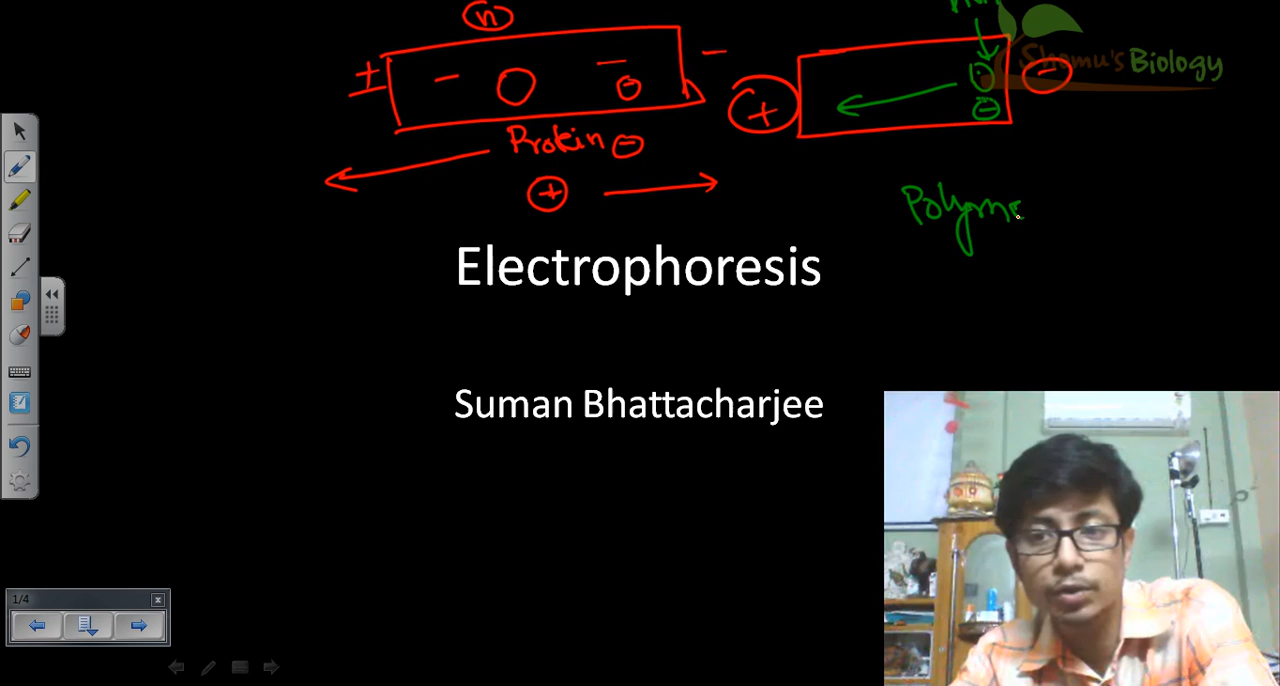 n
Shomu's Biology
± − − −
+ −
Protein −
+
Polyme
Electrophoresis
Suman Bhattacharjee
1/4